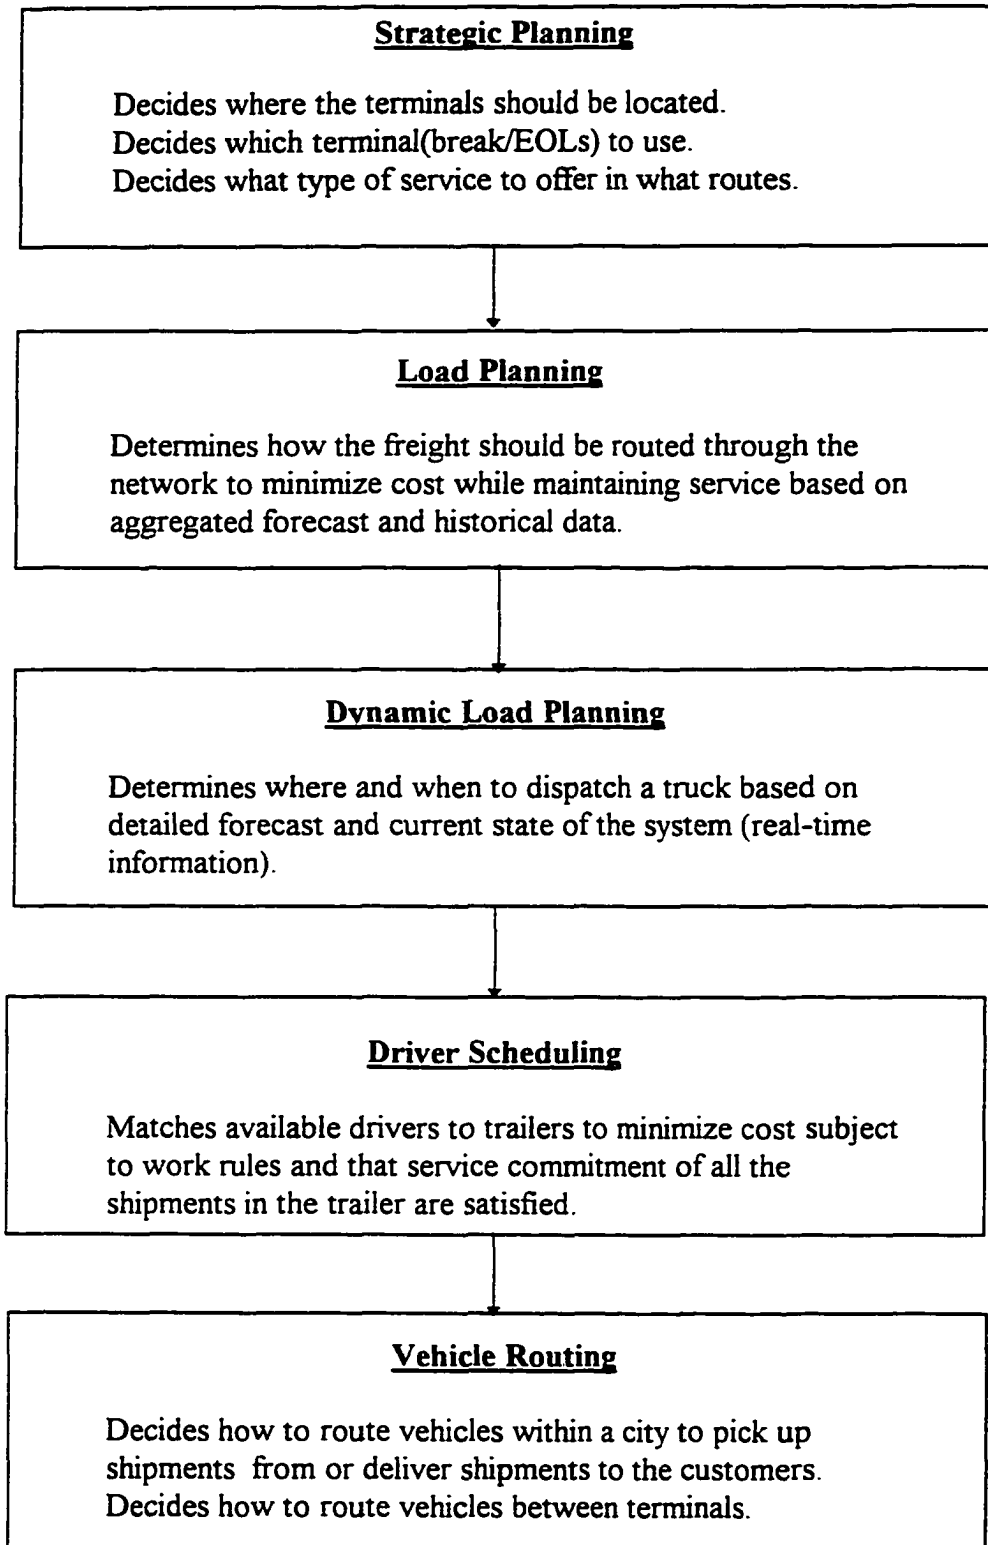 Strategic Planning
Decides where the terminals should be located.
Decides which terminal(break/EOLs) to use.
Decides what type of service to offer in what routes.
Load Planning
Determines how the freight should be routed through the
network to minimize cost while maintaining service based on
aggregated forecast and historical data.
Dynamic Load Planning
Determines where and when to dispatch a truck based on
detailed forecast and current state of the system (real-time
information).
Driver Scheduling
Matches available drivers to trailers to minimize cost subject
to work rules and that service commitment of all the
shipments in the trailer are satisfied.
Vehicle Routing
Decides how to route vehicles within a city to pick up
shipments from or deliver shipments to the customers.
Decides how to route vehicles between terminals.